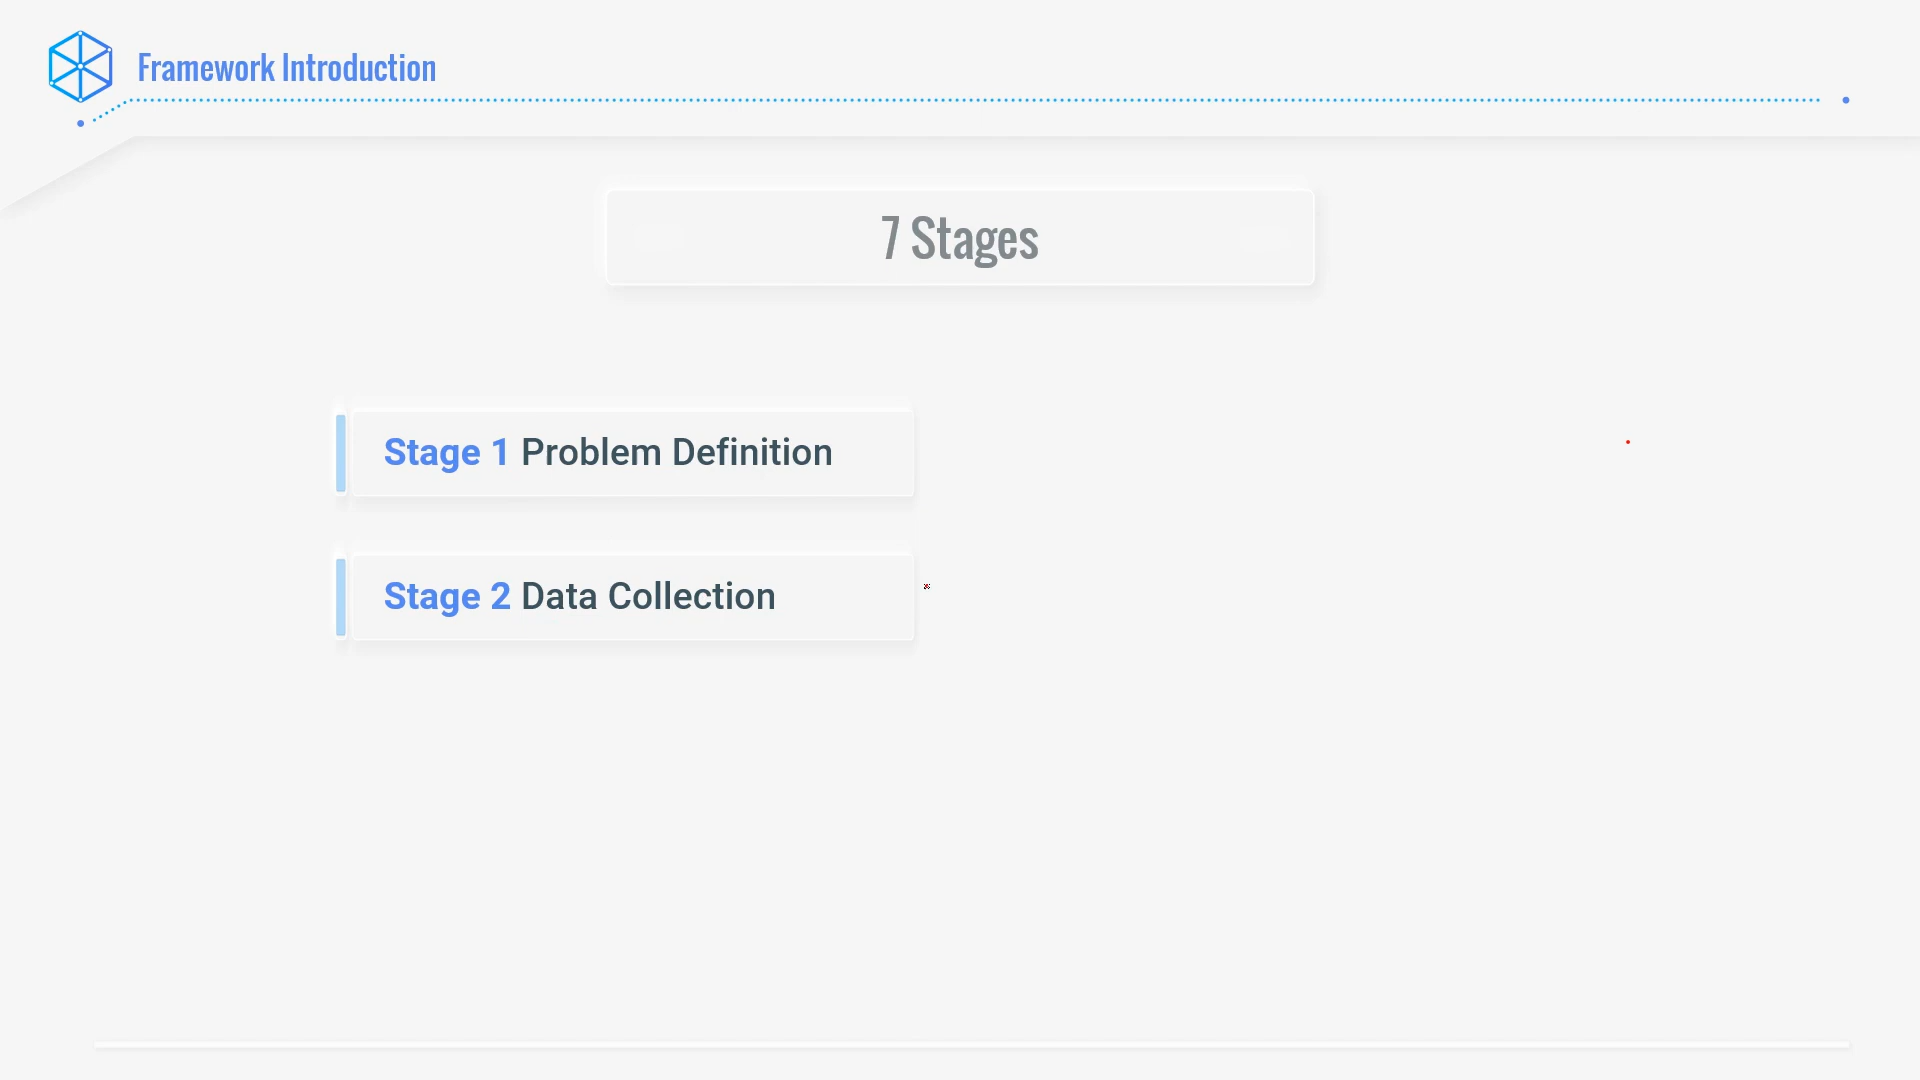 Framework Introduction
7 Stages
Stage 1 Problem Definition
Stage 2 Data Collection